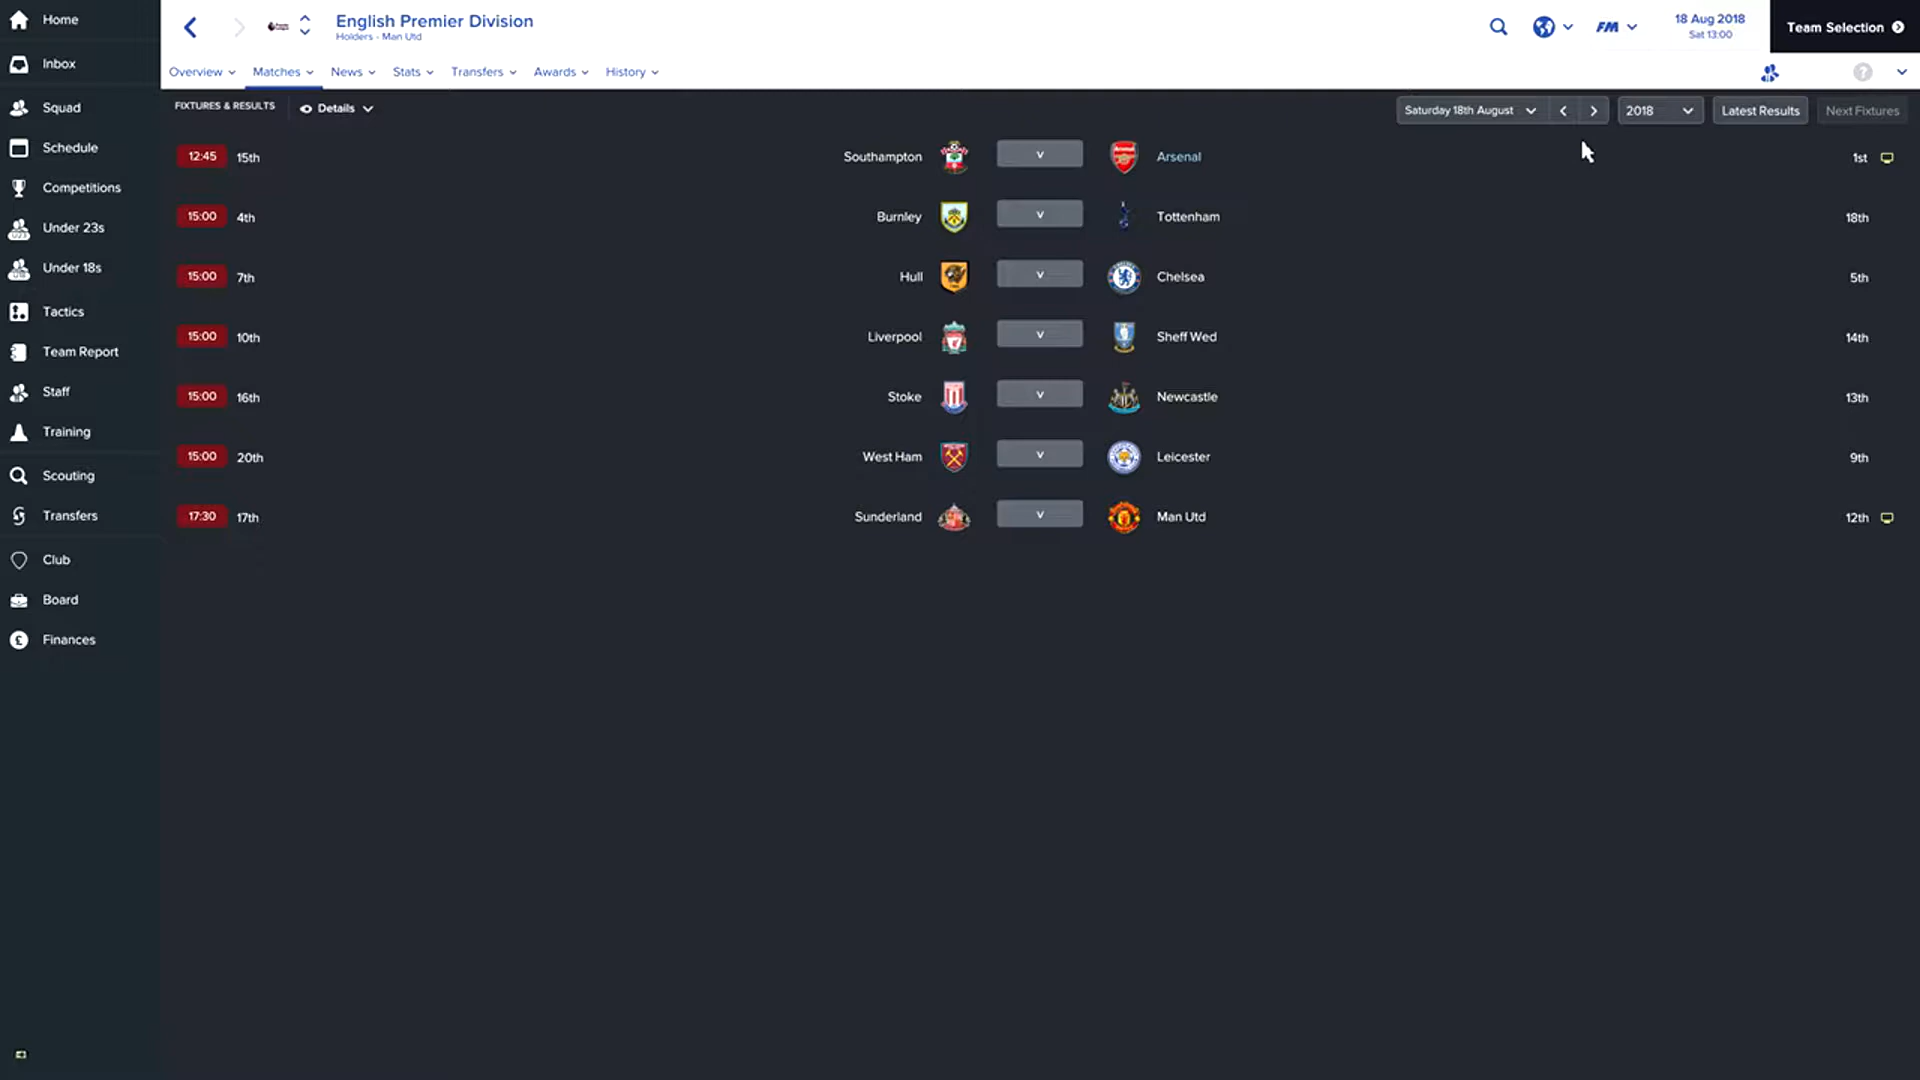 Home
Inbox
Squad
Schedule
Competitions
Under 23s
Under 18s
Tactics
Team Report
Staff
Training
Scouting
Transfers
Club
Board
Finances
English Premier Division
Holders - Man Utd
FM
18 Aug 2018
Sat 13:00
Team Selection
Overview Matches News Stats Transfers Awards History
?
FIXTURES & RESULTS Details
Saturday 18th August 2018 Latest Results Next Fixtures
12:45 15th Southampton v Arsenal 1st
15:00 4th Burnley v Tottenham 18th
15:00 7th Hull v Chelsea 5th
15:00 10th Liverpool v Sheff Wed 14th
15:00 16th Stoke v Newcastle 13th
15:00 20th West Ham v Leicester 9th
17:30 17th Sunderland v Man Utd 12th